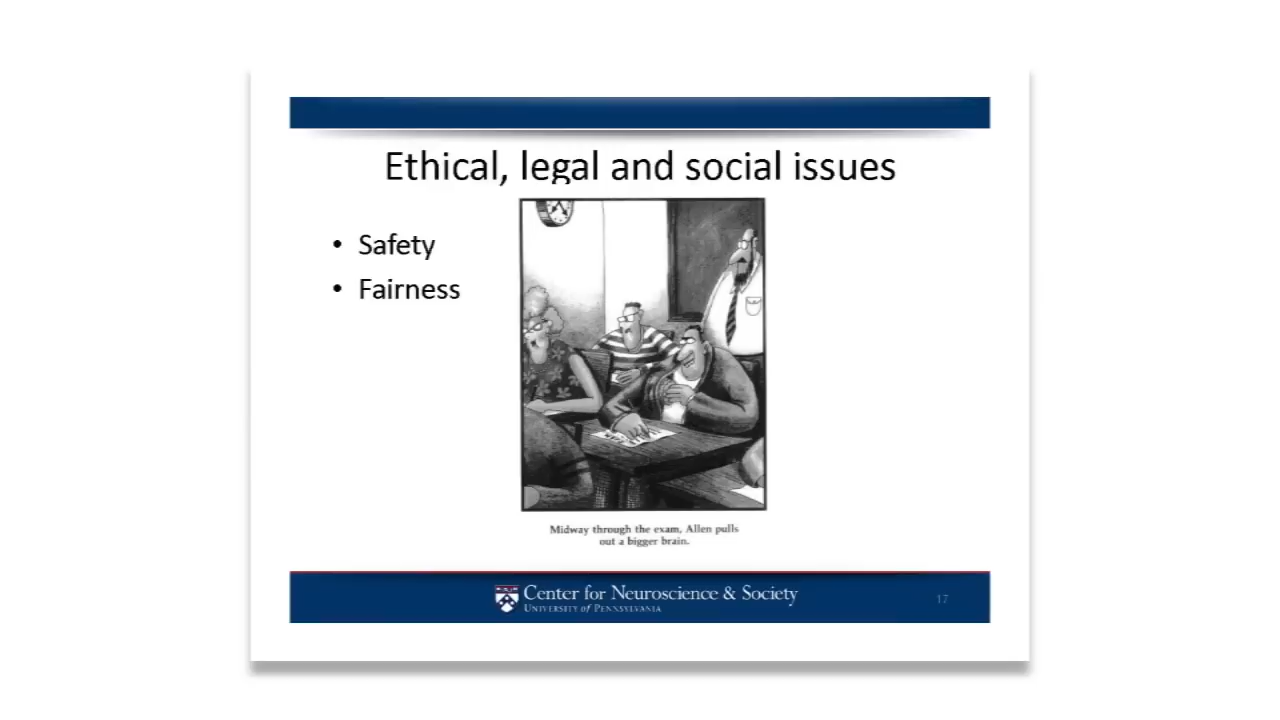 Ethical, legal and social issues
• Safety
• Fairness
Midway through the exam, Allen pulls
out a bigger brain.
Center for Neuroscience & Society
UNIVERSITY of PENNSYLVANIA
17